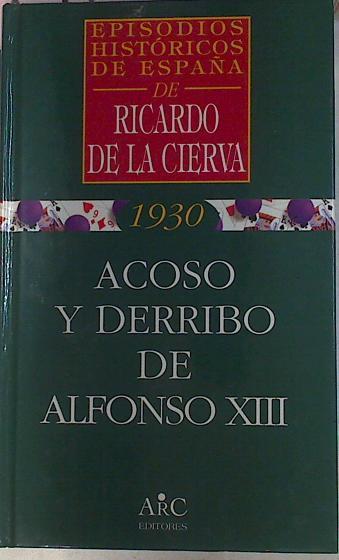 EPISODIOS
HISTÓRICOS
DE ESPAÑA
DE
RICARDO
DE LA CIERVA
1930
ACOSO
Y DERRIBO
DE
ALFONSO XIII
ARC
EDITORES